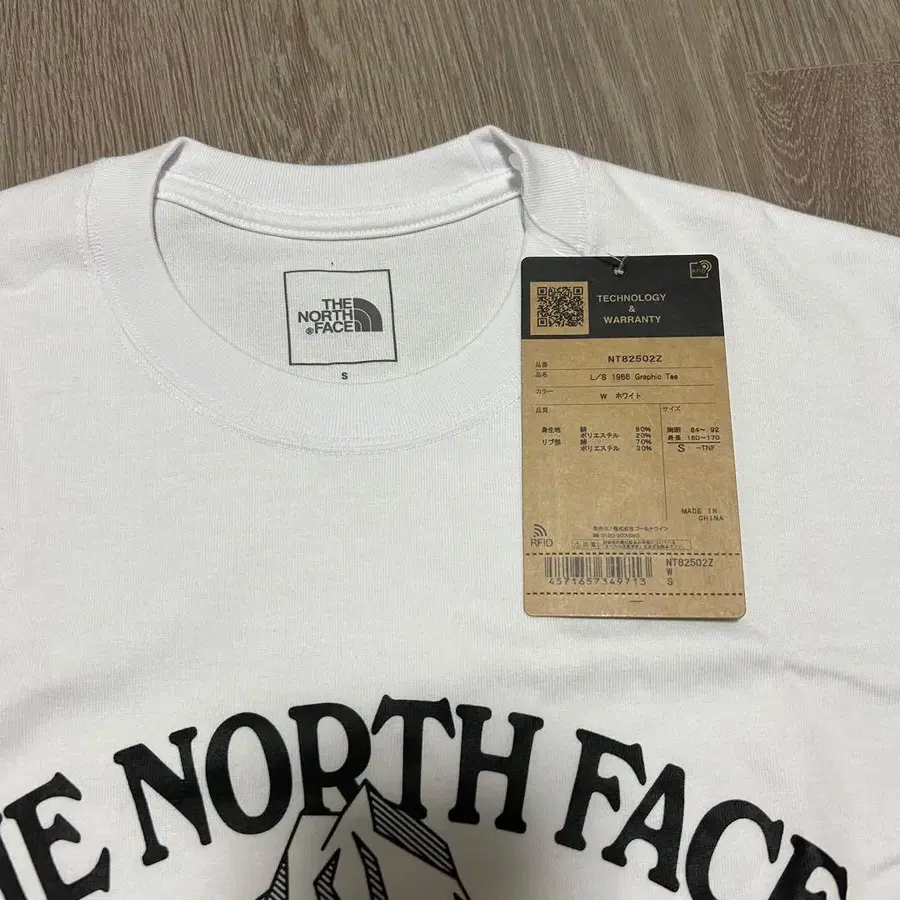 THE
NORTH
FACE
S
TECHNOLOGY
&
WARRANTY
品番 NT82502Z
品名 L/S 1966 Graphic Tee
カラー W ホワイト
品質 サイズ
身生地 綿 80%
ポリエステル 20%
リブ部 綿 70%
ポリエステル 30%
胸囲 84～ 92
身長 160～170
S -TNF
MADE IN
CHINA
RFID
NT82502Z
W
S
4571657349713
THE NORTH FACE